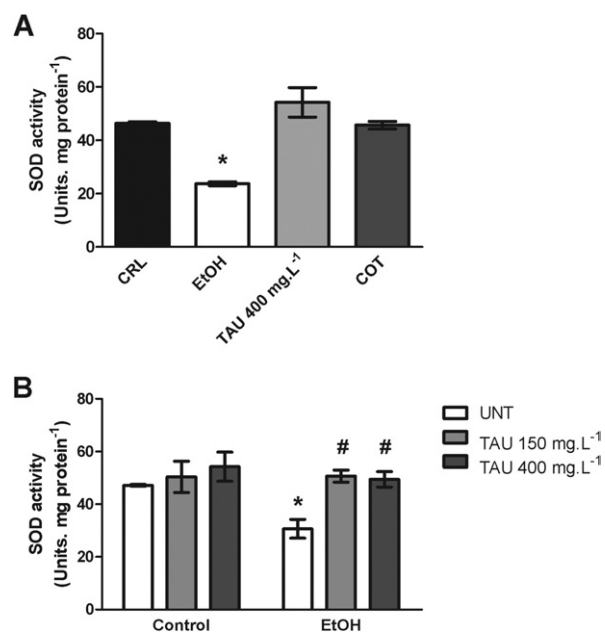 A
SOD activity
(Units. mg protein⁻¹)
80
60
40
20
0
*
CRL
EtOH
TAU 400 mg.L⁻¹
COT
B
SOD activity
(Units. mg protein⁻¹)
80
60
40
20
0
*
#
#
Control
EtOH
UNT
TAU 150 mg.L⁻¹
TAU 400 mg.L⁻¹